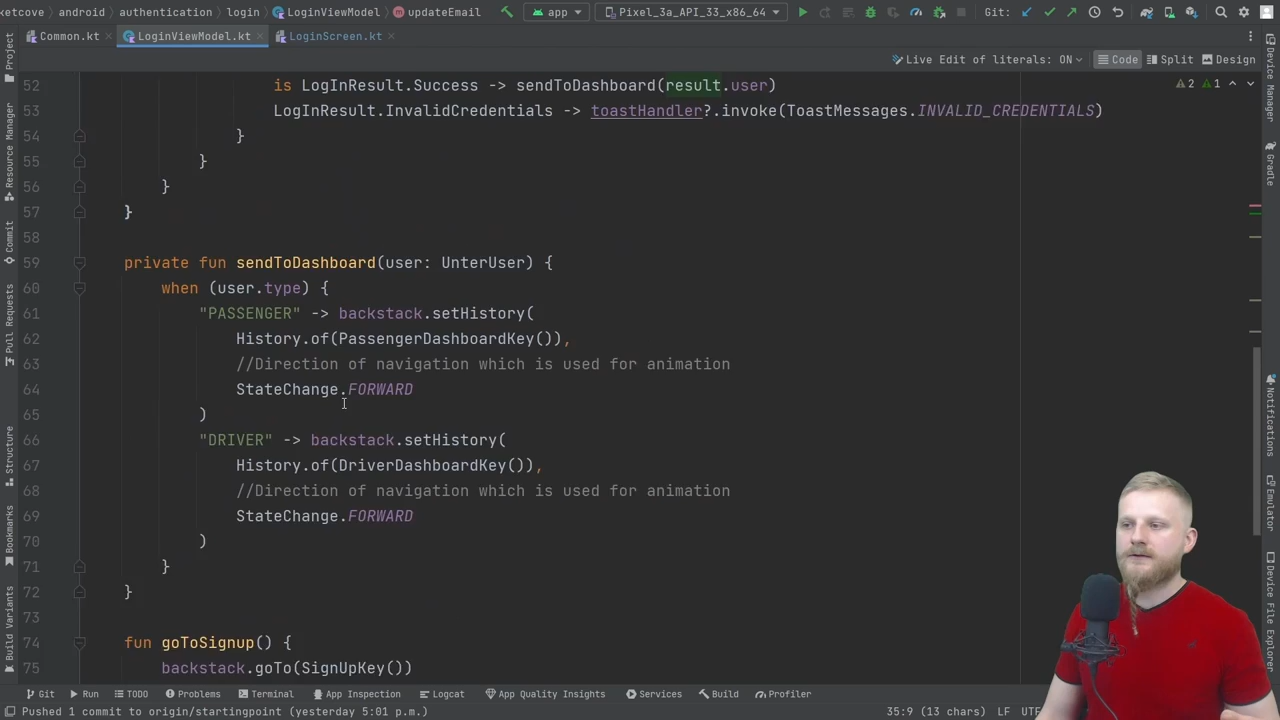 ketcove
android
authentication
login
LoginViewModel
updateEmail
app
Pixel_3a_API_33_x86_64
Git:
Common.kt
LoginViewModel.kt
LoginScreen.kt
Live Edit of literals: ON
Code
Split
Design
2
1
52 is LogInResult.Success -> sendToDashboard(result.user)
53 LogInResult.InvalidCredentials -> toastHandler?.invoke(ToastMessages.INVALID_CREDENTIALS)
54 }
55 }
56 }
57 }
58
59 private fun sendToDashboard(user: UnterUser) {
60 when (user.type) {
61 "PASSENGER" -> backstack.setHistory(
62 History.of(PassengerDashboardKey()),
63 //Direction of navigation which is used for animation
64 StateChange.FORWARD
65 )
66 "DRIVER" -> backstack.setHistory(
67 History.of(DriverDashboardKey()),
68 //Direction of navigation which is used for animation
69 StateChange.FORWARD
70 )
71 }
72 }
73
74 fun goToSignup() {
75 backstack.goTo(SignUpKey())
Project
Resource Manager
Commit
Pull Requests
Structure
Bookmarks
Build Variants
Device Manager
Gradle
Notifications
Emulator
Device File Explorer
Git
Run
TODO
Problems
Terminal
App Inspection
Logcat
App Quality Insights
Services
Build
Profiler
Pushed 1 commit to origin/startingpoint (yesterday 5:01 p.m.)
35:9 (13 chars)
LF